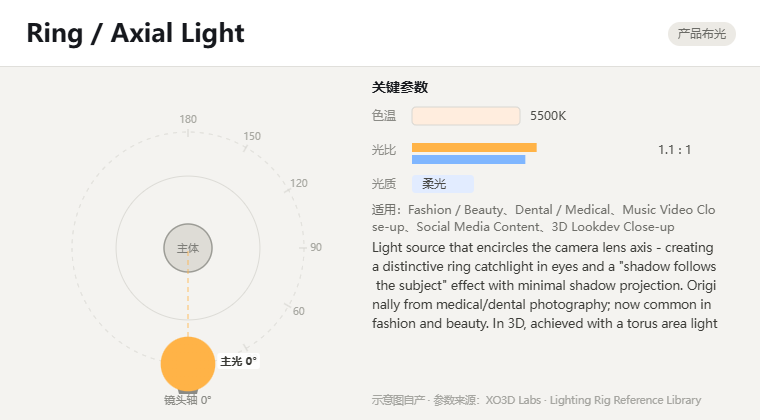 Ring / Axial Light
产品布光
180
150
120
90
60
主体
主光 0°
镜头轴 0°
关键参数
色温
5500K
光比
1.1 : 1
光质
柔光
适用：Fashion / Beauty、Dental / Medical、Music Video Clo
se-up、Social Media Content、3D Lookdev Close-up
Light source that encircles the camera lens axis - creating
a distinctive ring catchlight in eyes and a "shadow follows
the subject" effect with minimal shadow projection. Origi
nally from medical/dental photography; now common in
fashion and beauty. In 3D, achieved with a torus area light
示意图自产 · 参数来源：XO3D Labs · Lighting Rig Reference Library